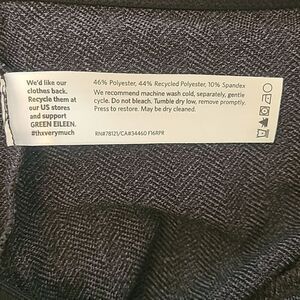 We'd like our
clothes back.
Recycle them at
our US stores
and support
GREEN EILEEN.
#thxverymuch
46% Polyester, 44% Recycled Polyester, 10% Spandex
We recommend machine wash cold, separately, gentle
cycle. Do not bleach. Tumble dry low, remove promptly.
Press to restore. May be dry cleaned.
RN#78121/CA#34460 F16RPR